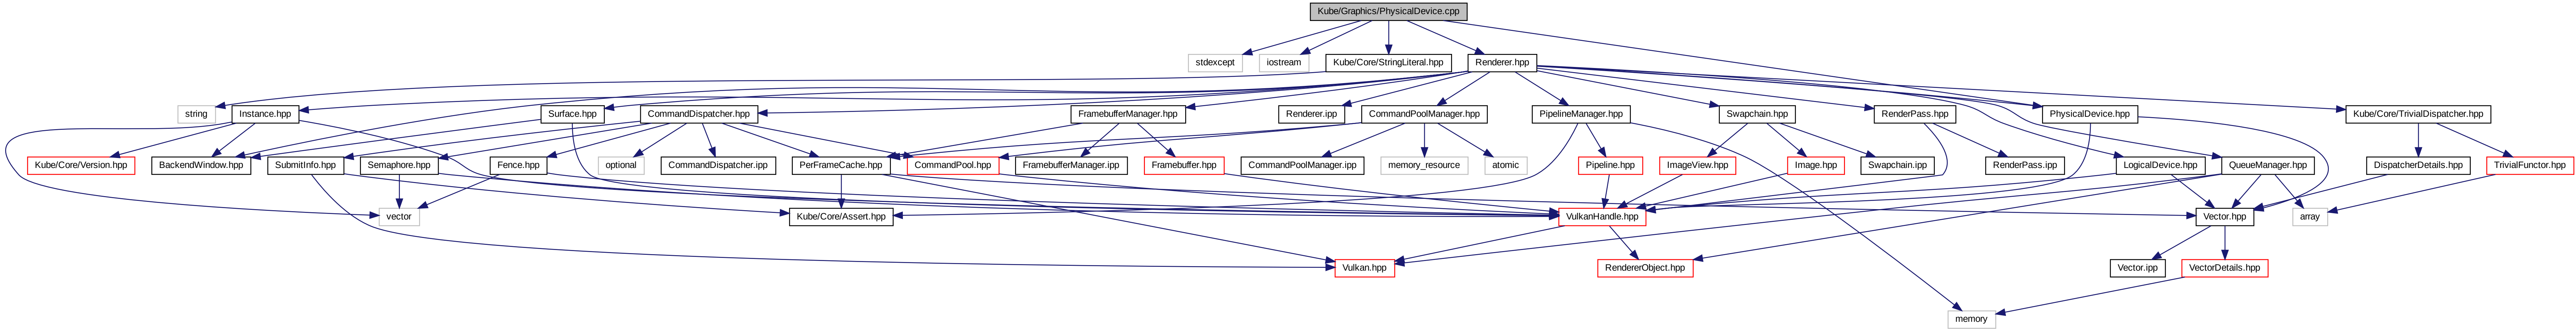 Kube/Graphics/PhysicalDevice.cpp
stdexcept
iostream
Kube/Core/StringLiteral.hpp
Renderer.hpp
string
Instance.hpp
Surface.hpp
CommandDispatcher.hpp
FramebufferManager.hpp
Renderer.ipp
CommandPoolManager.hpp
PipelineManager.hpp
Swapchain.hpp
RenderPass.hpp
PhysicalDevice.hpp
Kube/Core/TrivialDispatcher.hpp
Kube/Core/Version.hpp
BackendWindow.hpp
SubmitInfo.hpp
Semaphore.hpp
Fence.hpp
optional
CommandDispatcher.ipp
PerFrameCache.hpp
CommandPool.hpp
FramebufferManager.ipp
Framebuffer.hpp
CommandPoolManager.ipp
memory_resource
atomic
Pipeline.hpp
ImageView.hpp
Image.hpp
Swapchain.ipp
RenderPass.ipp
LogicalDevice.hpp
QueueManager.hpp
DispatcherDetails.hpp
TrivialFunctor.hpp
vector
Kube/Core/Assert.hpp
VulkanHandle.hpp
Vector.hpp
array
Vulkan.hpp
RendererObject.hpp
Vector.ipp
VectorDetails.hpp
memory